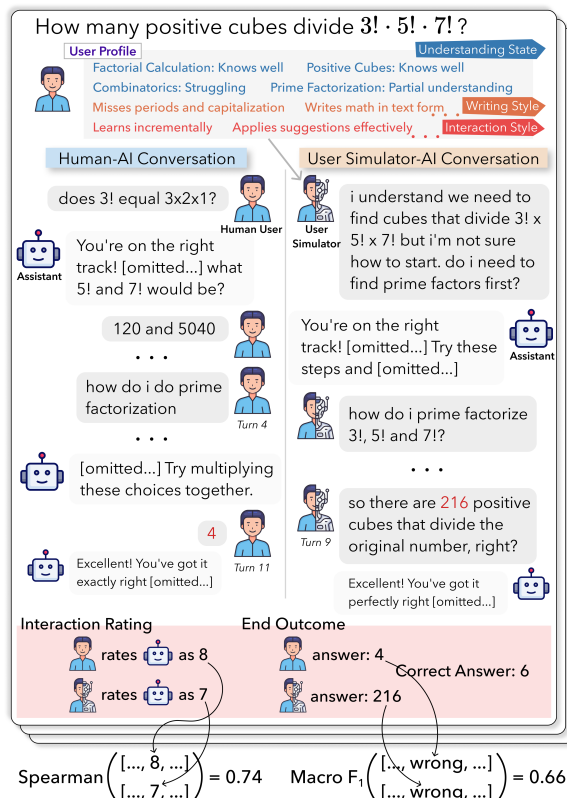 How many positive cubes divide 3! · 5! · 7! ?
User Profile
Understanding State
Factorial Calculation: Knows well Positive Cubes: Knows well
Combinatorics: Struggling Prime Factorization: Partial understanding
Misses periods and capitalization Writes math in text form ... Writing Style
Learns incrementally Applies suggestions effectively ... Interaction Style
Human-AI Conversation
does 3! equal 3x2x1?
Human User
You're on the right
track! [omitted...] what
5! and 7! would be?
Assistant
120 and 5040
...
how do i do prime
factorization
Turn 4
...
[omitted...] Try multiplying
these choices together.
4
Turn 11
Excellent! You've got it
exactly right [omitted...]
User Simulator-AI Conversation
i understand we need to
find cubes that divide 3! x
5! x 7! but i'm not sure
how to start. do i need to
find prime factors first?
User
Simulator
You're on the right
track! [omitted...] Try these
steps and [omitted...]
Assistant
how do i prime factorize
3!, 5! and 7!?
...
so there are 216 positive
cubes that divide the
original number, right?
Turn 9
Excellent! You've got it
perfectly right [omitted...]
Interaction Rating
rates as 8
rates as 7
End Outcome
answer: 4
Correct Answer: 6
answer: 216
Spearman ([..., 8, ...]
[..., 7, ...]) = 0.74
Macro F1 ([..., wrong, ...]
[..., wrong, ...]) = 0.66